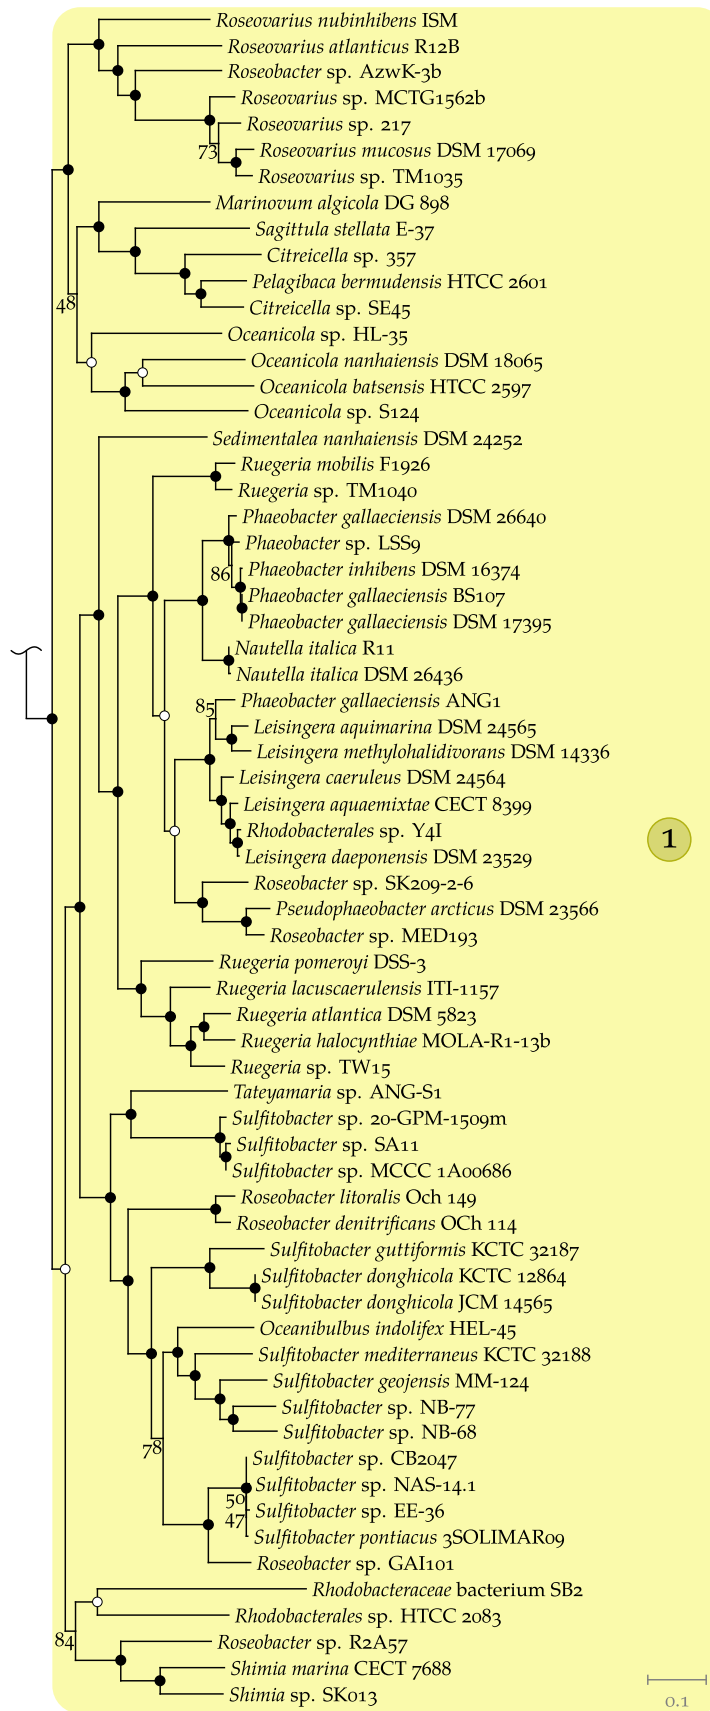 Roseovarius nubinhibens ISM
Roseovarius atlanticus R12B
Roseobacter sp. AzwK-3b
Roseovarius sp. MCTG1562b
Roseovarius sp. 217
73
Roseovarius mucosus DSM 17069
Roseovarius sp. TM1035
Marinovum algicola DG 898
Sagittula stellata E-37
Citreicella sp. 357
Pelagibaca bermudensis HTCC 2601
48
Citreicella sp. SE45
Oceanicola sp. HL-35
Oceanicola nanhaiensis DSM 18065
Oceanicola batsensis HTCC 2597
Oceanicola sp. S124
Sedimentalea nanhaiensis DSM 24252
Ruegeria mobilis F1926
Ruegeria sp. TM1040
Phaeobacter gallaeciensis DSM 26640
Phaeobacter sp. LSS9
86
Phaeobacter inhibens DSM 16374
Phaeobacter gallaeciensis BS107
Phaeobacter gallaeciensis DSM 17395
Nautella italica R11
Nautella italica DSM 26436
85
Phaeobacter gallaeciensis ANG1
Leisingera aquimarina DSM 24565
Leisingera methylohalidivorans DSM 14336
Leisingera caeruleus DSM 24564
Leisingera aquaemixtae CECT 8399
Rhodobacterales sp. Y4I
1
Leisingera daeponensis DSM 23529
Roseobacter sp. SK209-2-6
Pseudophaeobacter arcticus DSM 23566
Roseobacter sp. MED193
Ruegeria pomeroyi DSS-3
Ruegeria lacuscaerulensis ITI-1157
Ruegeria atlantica DSM 5823
Ruegeria halocynthiae MOLA-R1-13b
Ruegeria sp. TW15
Tateyamaria sp. ANG-S1
Sulfitobacter sp. 20-GPM-1509m
Sulfitobacter sp. SA11
Sulfitobacter sp. MCCC 1A00686
Roseobacter litoralis Och 149
Roseobacter denitrificans OCh 114
Sulfitobacter guttiformis KCTC 32187
Sulfitobacter donghicola KCTC 12864
Sulfitobacter donghicola JCM 14565
Oceanibulbus indolifex HEL-45
Sulfitobacter mediterraneus KCTC 32188
Sulfitobacter geojensis MM-124
Sulfitobacter sp. NB-77
Sulfitobacter sp. NB-68
78
Sulfitobacter sp. CB2047
Sulfitobacter sp. NAS-14.1
50
Sulfitobacter sp. EE-36
47
Sulfitobacter pontiacus 3SOLIMAR09
Roseobacter sp. GAI101
Rhodobacteraceae bacterium SB2
Rhodobacterales sp. HTCC 2083
84
Roseobacter sp. R2A57
Shimia marina CECT 7688
Shimia sp. SK013
0.1